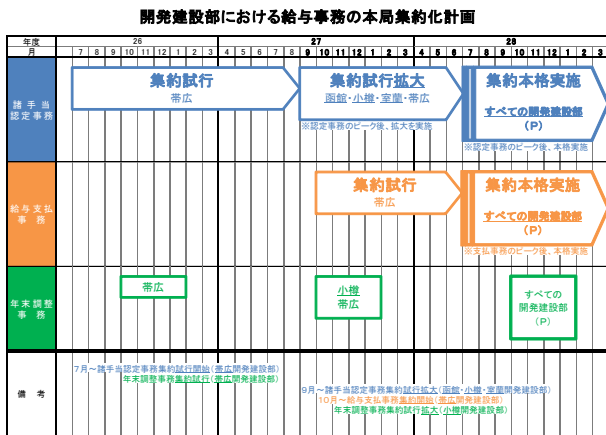 開発建設部における給与事務の本局集約化計画
年度 26 27 28
月 7 8 9 10 11 12 1 2 3 4 5 6 7 8 9 10 11 12 1 2 3 4 5 6 7 8 9 10 11 12 1 2 3
諸手当
認定事務
集約試行
帯広
集約試行拡大
函館・小樽・室蘭・帯広
※認定事務のピーク後、拡大を実施
集約本格実施
すべての開発建設部
(P)
※認定事務のピーク後、本格実施
給与支払
事務
集約試行
帯広
集約本格実施
すべての開発建設部
(P)
※支払事務のピーク後、本格実施
年末調整
事務
帯広
小樽
帯広
すべての
開発建設部
(P)
備考
7月~諸手当認定事務集約試行開始(帯広開発建設部)
年末調整事務集約試行(帯広開発建設部)
9月~諸手当認定事務集約試行拡大(函館・小樽・室蘭開発建設部)
10月~給与支払事務集約開始(帯広開発建設部)
年末調整事務集約試行拡大(小樽開発建設部)